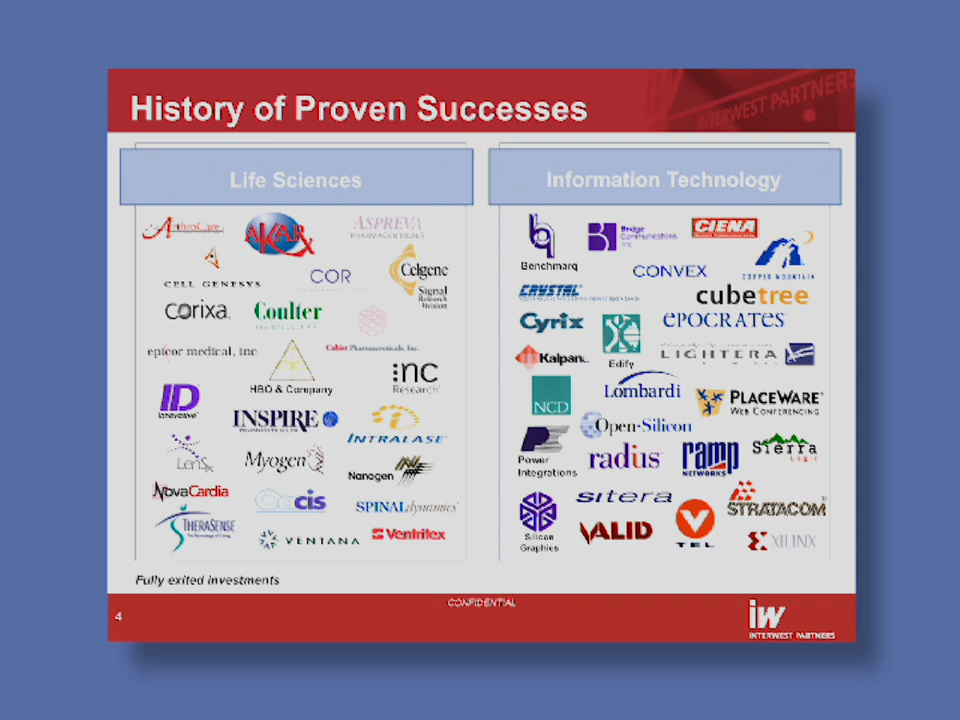 INTERWEST PARTNERS
History of Proven Successes
Life Sciences
ArthroCare
AKARx
ASPREVA
PHARMACEUTICALS
CELL GENESYS
COR
Celgene
Signal
Research
Division
Corixa
Coulter
epicor medical, inc
HBO & Company
Cubist Pharmaceuticals, Inc.
inc
Research
ID
Innovasive
INSPIRE
INTRALASE
LenSx
Myogen
Nanogen
NovaCardia
cis
SPINALdynamics
THERASENSE
VENTANA
Ventritex
Information Technology
Benchmarq
Bridge
Communications
Inc
CIENA
CONVEX
COPPER MOUNTAIN
CRYSTAL
cubetree
Cyrix
Edify
EPOCRATES
Kalpana
LIGHTERA
NCD
Lombardi
PLACEWARE
WEB CONFERENCING
Open-Silicon
Power
Integrations
radius
ramp
NETWORKS
Sierra
Logic
Silicon
Graphics
sitera
VALID
TEL
STRATACOM
XILINX
Fully exited investments
4
CONFIDENTIAL
iw
INTERWEST PARTNERS